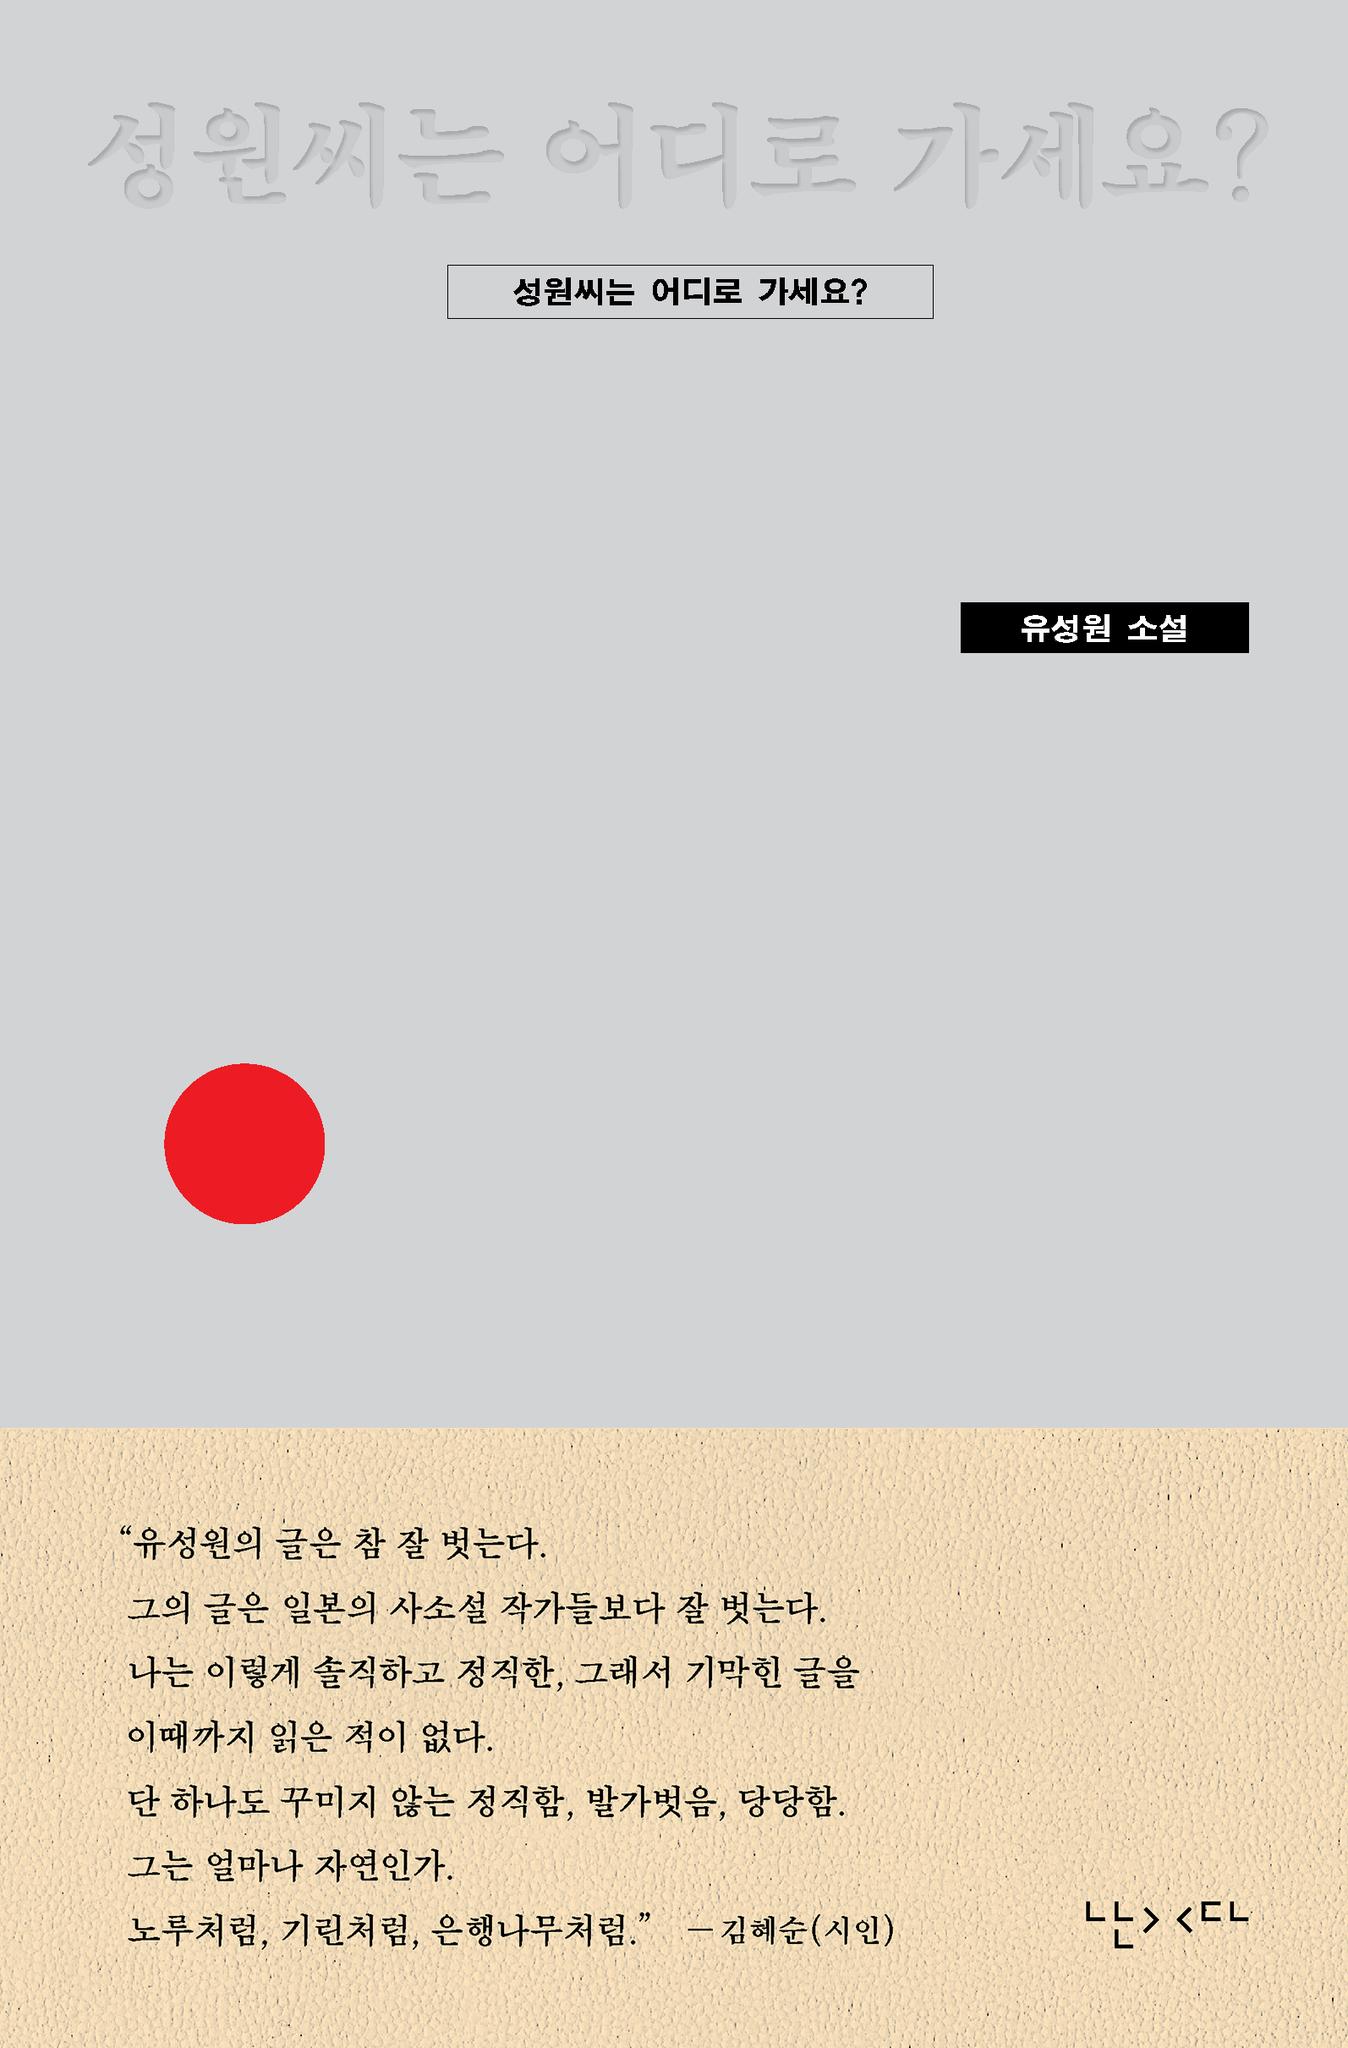 성원씨는 어디로 가세요?
성원씨는 어디로 가세요?
유성원 소설
“유성원의 글은 참 잘 벗는다.
그의 글은 일본의 사소설 작가들보다 잘 벗는다.
나는 이렇게 솔직하고 정직한, 그래서 기막힌 글을
이때까지 읽은 적이 없다.
단 하나도 꾸미지 않는 정직함, 발가벗음, 당당함.
그는 얼마나 자연인가.
노루처럼, 기린처럼, 은행나무처럼.” — 김혜순(시인)